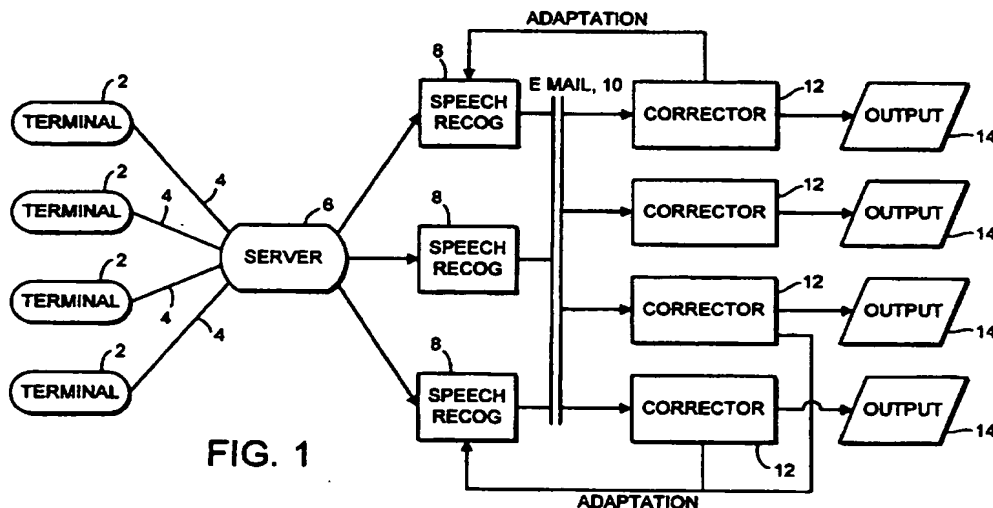 ADAPTATION
8
2
TERMINAL
SPEECH
RECOG
E MAIL, 10
CORRECTOR
12
OUTPUT
14
4
2
TERMINAL
4
6
SERVER
8
SPEECH
RECOG
CORRECTOR
12
OUTPUT
14
2
TERMINAL
4
CORRECTOR
12
OUTPUT
14
2
TERMINAL
4
8
SPEECH
RECOG
CORRECTOR
12
OUTPUT
14
FIG. 1
ADAPTATION